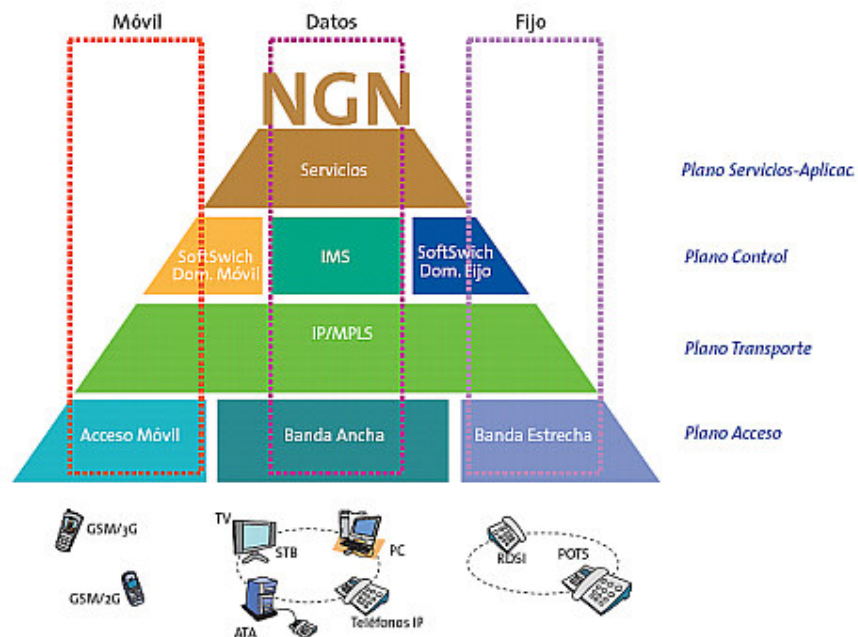 Móvil
Datos
Fijo
NGN
Servicios
Plano Servicios-Aplicac.
SoftSwich
Dom. Móvil
IMS
SoftSwich
Dom. Fijo
Plano Control
IP/MPLS
Plano Transporte
Acceso Móvil
Banda Ancha
Banda Estrecha
Plano Acceso
GSM/3G
TV
STB
PC
RDSI
POTS
GSM/2G
ATA
Teléfonos IP